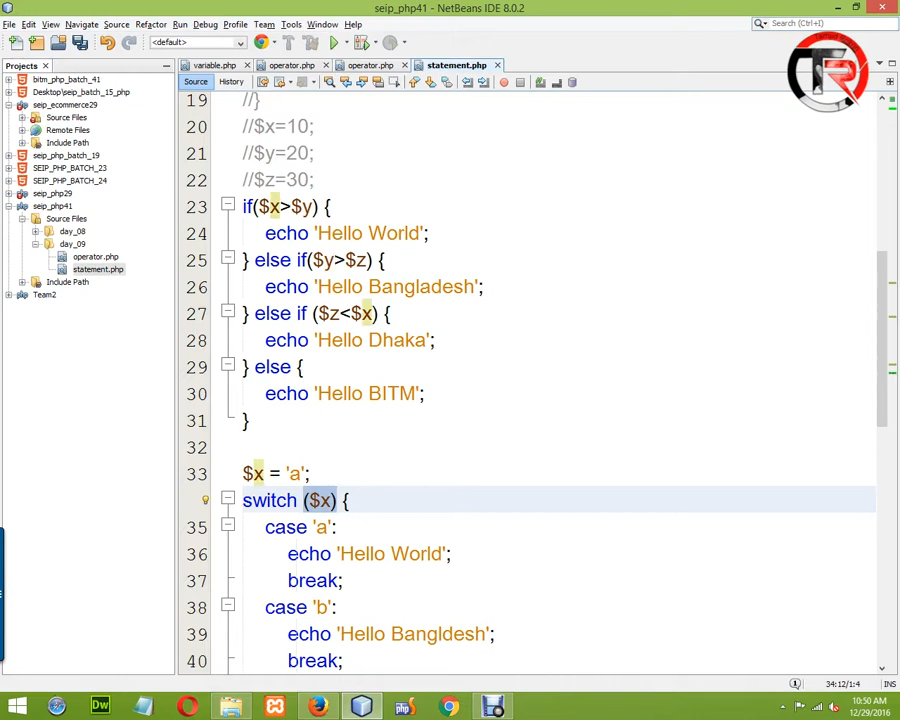 seip_php41 - NetBeans IDE 8.0.2
File Edit View Navigate Source Refactor Run Debug Profile Team Tools Window Help
Search (Ctrl+I)
<default>
Projects
variable.php
operator.php
operator.php
statement.php
Source
History
bitm_php_batch_41
Desktop\seip_batch_15_php
seip_ecommerce29
Source Files
Remote Files
Include Path
seip_php_batch_19
SEIP_PHP_BATCH_23
SEIP_PHP_BATCH_24
seip_php29
seip_php41
Source Files
day_08
day_09
operator.php
statement.php
Include Path
Team2
19 //}
20 //$x=10;
21 //$y=20;
22 //$z=30;
23 if($x>$y) {
24 echo 'Hello World';
25 } else if($y>$z) {
26 echo 'Hello Bangladesh';
27 } else if ($z<$x) {
28 echo 'Hello Dhaka';
29 } else {
30 echo 'Hello BITM';
31 }
32
33 $x = 'a';
switch ($x) {
35 case 'a':
36 echo 'Hello World';
37 break;
38 case 'b':
39 echo 'Hello Bangldesh';
40 break;
34:12/1:4 INS
Dw
php
10:50 AM
12/29/2016